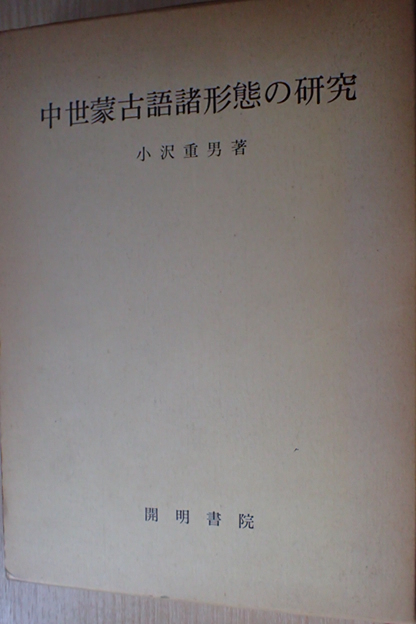 中世蒙古語諸形態の研究
小沢重男著
開明書院